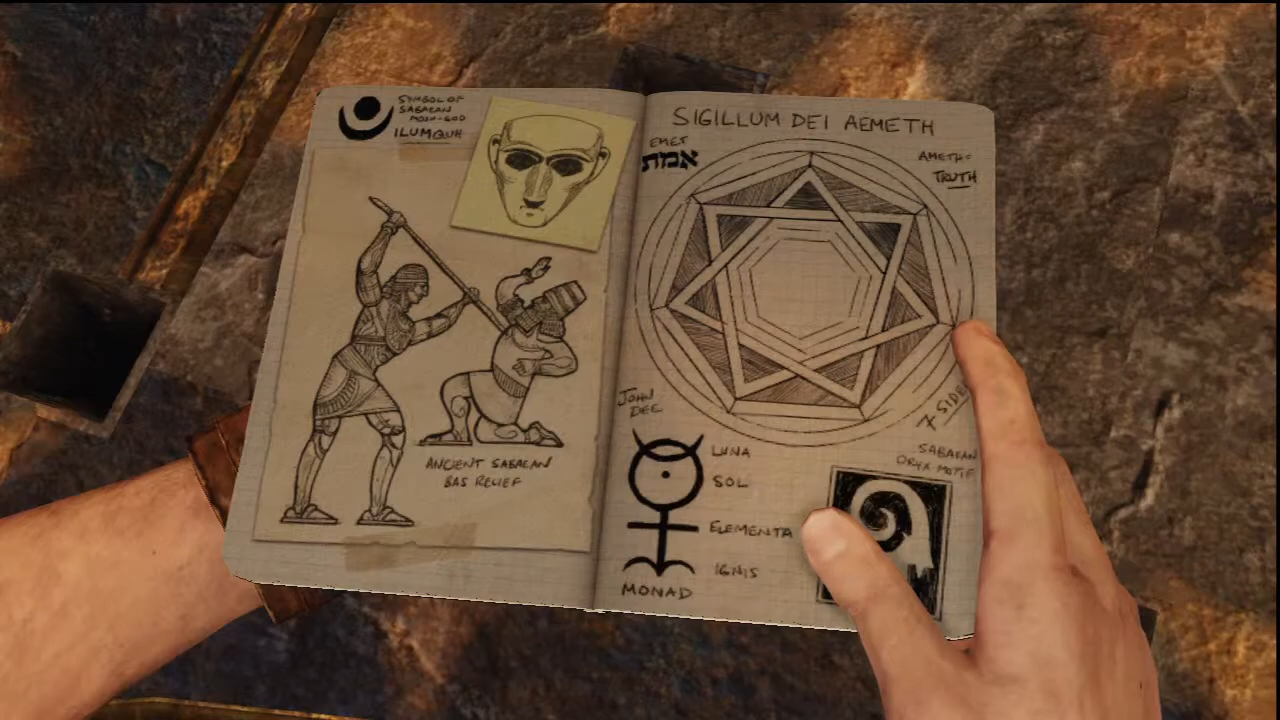 SYMBOL OF
SABAEAN
MOON-GOD
ILUMQUH
ANCIENT SABAEAN
BAS RELIEF
SIGILLUM DEI AEMETH
EMET
אמת
AMETH=
TRUTH
7 SIDE
JOHN
DEE
LUNA
SOL
ELEMENTA
IGNIS
MONAD
SABAEAN
ORYX-MOTIF